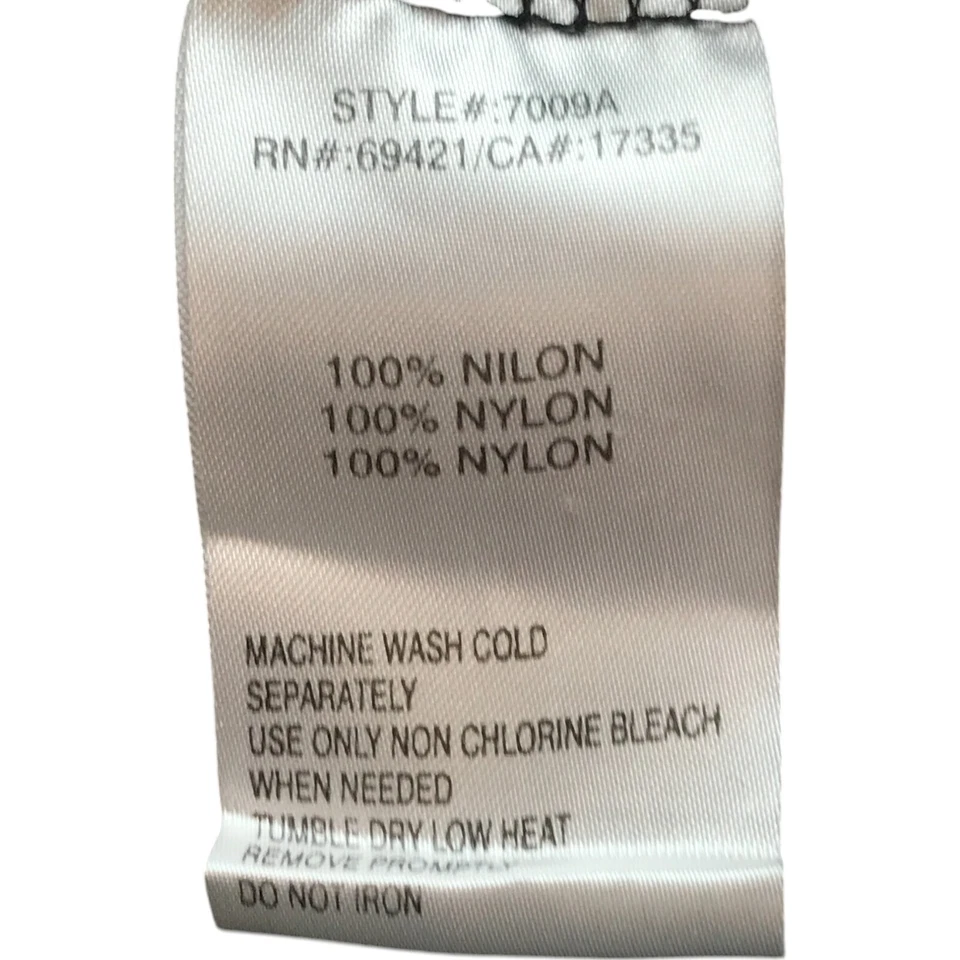 STYLE#:7009A
RN#:69421/CA#:17335
100% NILON
100% NYLON
100% NYLON
MACHINE WASH COLD
SEPARATELY
USE ONLY NON CHLORINE BLEACH
WHEN NEEDED
TUMBLE DRY LOW HEAT
REMOVE PROMPTLY
DO NOT IRON